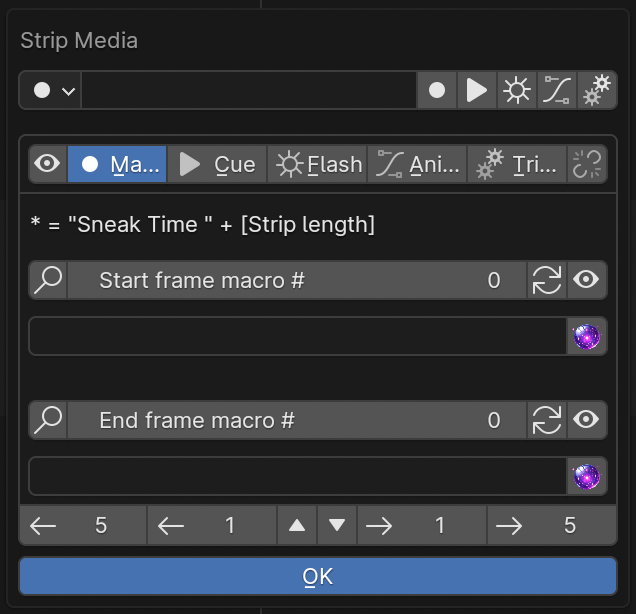 Strip Media
Ma... Cue Flash Ani... Tri...
* = "Sneak Time " + [Strip length]
Start frame macro # 0
End frame macro # 0
5 1 1 5
OK